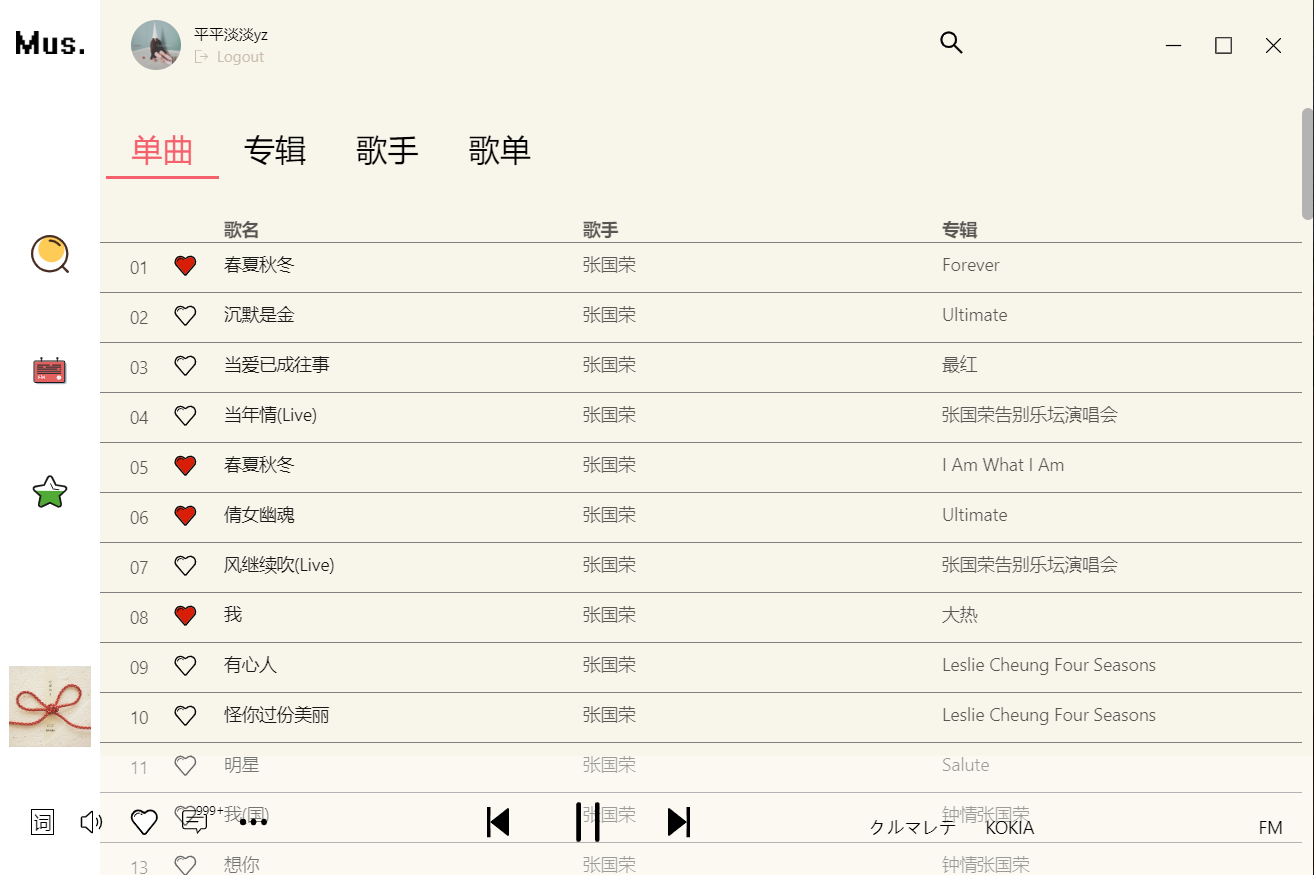 Mus.
平平淡淡yz
Logout
单曲 专辑 歌手 歌单
歌名 歌手 专辑
01 春夏秋冬 张国荣 Forever
02 沉默是金 张国荣 Ultimate
03 当爱已成往事 张国荣 最红
04 当年情(Live) 张国荣 张国荣告别乐坛演唱会
05 春夏秋冬 张国荣 I Am What I Am
06 倩女幽魂 张国荣 Ultimate
07 风继续吹(Live) 张国荣 张国荣告别乐坛演唱会
08 我 张国荣 大热
09 有心人 张国荣 Leslie Cheung Four Seasons
10 怪你过份美丽 张国荣 Leslie Cheung Four Seasons
11 明星 张国荣 Salute
我(国) 张国荣 钟情张国荣
词 999+ クルマレテ KOKIA FM
13 想你 张国荣 钟情张国荣